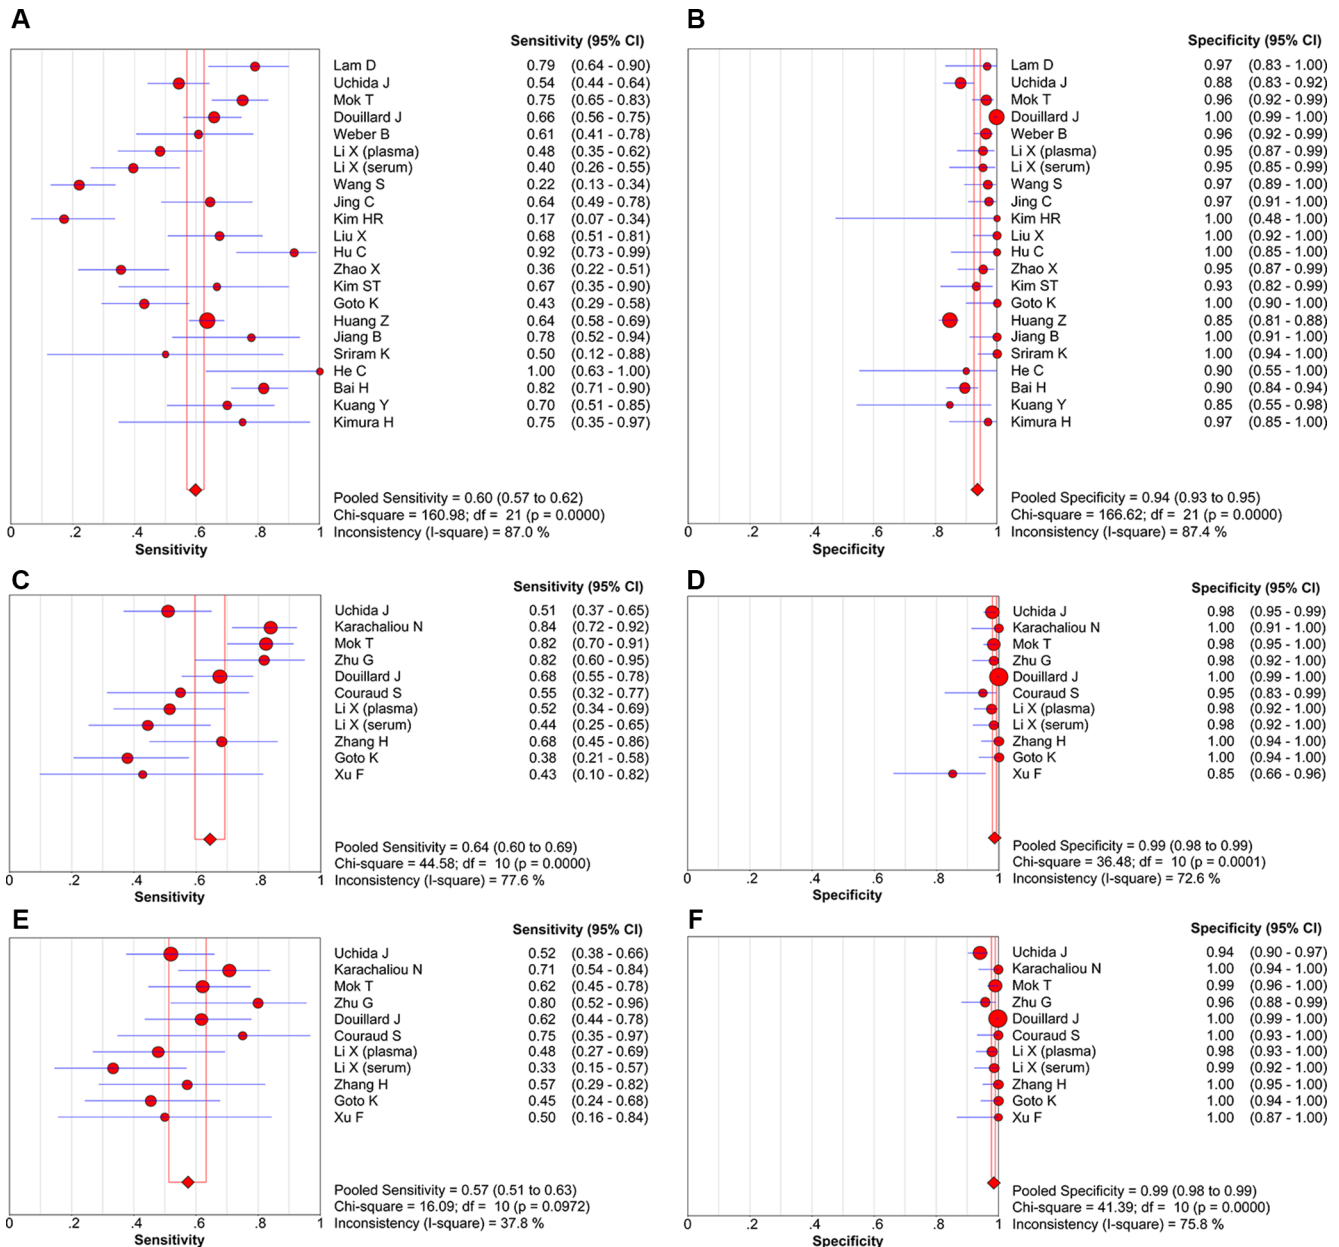 A
Sensitivity (95% CI)
Lam D 0.79 (0.64 - 0.90)
Uchida J 0.54 (0.44 - 0.64)
Mok T 0.75 (0.65 - 0.83)
Douillard J 0.66 (0.56 - 0.75)
Weber B 0.61 (0.41 - 0.78)
Li X (plasma) 0.48 (0.35 - 0.62)
Li X (serum) 0.40 (0.26 - 0.55)
Wang S 0.22 (0.13 - 0.34)
Jing C 0.64 (0.49 - 0.78)
Kim HR 0.17 (0.07 - 0.34)
Liu X 0.68 (0.51 - 0.81)
Hu C 0.92 (0.73 - 0.99)
Zhao X 0.36 (0.22 - 0.51)
Kim ST 0.67 (0.35 - 0.90)
Goto K 0.43 (0.29 - 0.58)
Huang Z 0.64 (0.58 - 0.69)
Jiang B 0.78 (0.52 - 0.94)
Sriram K 0.50 (0.12 - 0.88)
He C 1.00 (0.63 - 1.00)
Bai H 0.82 (0.71 - 0.90)
Kuang Y 0.70 (0.51 - 0.85)
Kimura H 0.75 (0.35 - 0.97)
Pooled Sensitivity = 0.60 (0.57 to 0.62)
Chi-square = 160.98; df = 21 (p = 0.0000)
Inconsistency (I-square) = 87.0 %
0 .2 .4 .6 .8 1
Sensitivity
B
Specificity (95% CI)
Lam D 0.97 (0.83 - 1.00)
Uchida J 0.88 (0.83 - 0.92)
Mok T 0.96 (0.92 - 0.99)
Douillard J 1.00 (0.99 - 1.00)
Weber B 0.96 (0.92 - 0.99)
Li X (plasma) 0.95 (0.87 - 0.99)
Li X (serum) 0.95 (0.85 - 0.99)
Wang S 0.97 (0.89 - 1.00)
Jing C 0.97 (0.91 - 1.00)
Kim HR 1.00 (0.48 - 1.00)
Liu X 1.00 (0.92 - 1.00)
Hu C 1.00 (0.85 - 1.00)
Zhao X 0.95 (0.87 - 0.99)
Kim ST 0.93 (0.82 - 0.99)
Goto K 1.00 (0.90 - 1.00)
Huang Z 0.85 (0.81 - 0.88)
Jiang B 1.00 (0.91 - 1.00)
Sriram K 1.00 (0.94 - 1.00)
He C 0.90 (0.55 - 1.00)
Bai H 0.90 (0.84 - 0.94)
Kuang Y 0.85 (0.55 - 0.98)
Kimura H 0.97 (0.85 - 1.00)
Pooled Specificity = 0.94 (0.93 to 0.95)
Chi-square = 166.62; df = 21 (p = 0.0000)
Inconsistency (I-square) = 87.4 %
0 .2 .4 .6 .8 1
Specificity
C
Sensitivity (95% CI)
Uchida J 0.51 (0.37 - 0.65)
Karachaliou N 0.84 (0.72 - 0.92)
Mok T 0.82 (0.70 - 0.91)
Zhu G 0.82 (0.60 - 0.95)
Douillard J 0.68 (0.55 - 0.78)
Couraud S 0.55 (0.32 - 0.77)
Li X (plasma) 0.52 (0.34 - 0.69)
Li X (serum) 0.44 (0.25 - 0.65)
Zhang H 0.68 (0.45 - 0.86)
Goto K 0.38 (0.21 - 0.58)
Xu F 0.43 (0.10 - 0.82)
Pooled Sensitivity = 0.64 (0.60 to 0.69)
Chi-square = 44.58; df = 10 (p = 0.0000)
Inconsistency (I-square) = 77.6 %
0 .2 .4 .6 .8 1
Sensitivity
D
Specificity (95% CI)
Uchida J 0.98 (0.95 - 0.99)
Karachaliou N 1.00 (0.91 - 1.00)
Mok T 0.98 (0.95 - 1.00)
Zhu G 0.98 (0.92 - 1.00)
Douillard J 1.00 (0.99 - 1.00)
Couraud S 0.95 (0.83 - 0.99)
Li X (plasma) 0.98 (0.92 - 1.00)
Li X (serum) 0.98 (0.92 - 1.00)
Zhang H 1.00 (0.94 - 1.00)
Goto K 1.00 (0.94 - 1.00)
Xu F 0.85 (0.66 - 0.96)
Pooled Specificity = 0.99 (0.98 to 0.99)
Chi-square = 36.48; df = 10 (p = 0.0001)
Inconsistency (I-square) = 72.6 %
0 .2 .4 .6 .8 1
Specificity
E
Sensitivity (95% CI)
Uchida J 0.52 (0.38 - 0.66)
Karachaliou N 0.71 (0.54 - 0.84)
Mok T 0.62 (0.45 - 0.78)
Zhu G 0.80 (0.52 - 0.96)
Douillard J 0.62 (0.44 - 0.78)
Couraud S 0.75 (0.35 - 0.97)
Li X (plasma) 0.48 (0.27 - 0.69)
Li X (serum) 0.33 (0.15 - 0.57)
Zhang H 0.57 (0.29 - 0.82)
Goto K 0.45 (0.24 - 0.68)
Xu F 0.50 (0.16 - 0.84)
Pooled Sensitivity = 0.57 (0.51 to 0.63)
Chi-square = 16.09; df = 10 (p = 0.0972)
Inconsistency (I-square) = 37.8 %
0 .2 .4 .6 .8 1
Sensitivity
F
Specificity (95% CI)
Uchida J 0.94 (0.90 - 0.97)
Karachaliou N 1.00 (0.94 - 1.00)
Mok T 0.99 (0.96 - 1.00)
Zhu G 0.96 (0.88 - 0.99)
Douillard J 1.00 (0.99 - 1.00)
Couraud S 1.00 (0.93 - 1.00)
Li X (plasma) 0.98 (0.93 - 1.00)
Li X (serum) 0.99 (0.92 - 1.00)
Zhang H 1.00 (0.95 - 1.00)
Goto K 1.00 (0.94 - 1.00)
Xu F 1.00 (0.87 - 1.00)
Pooled Specificity = 0.99 (0.98 to 0.99)
Chi-square = 41.39; df = 10 (p = 0.0000)
Inconsistency (I-square) = 75.8 %
0 .2 .4 .6 .8 1
Specificity